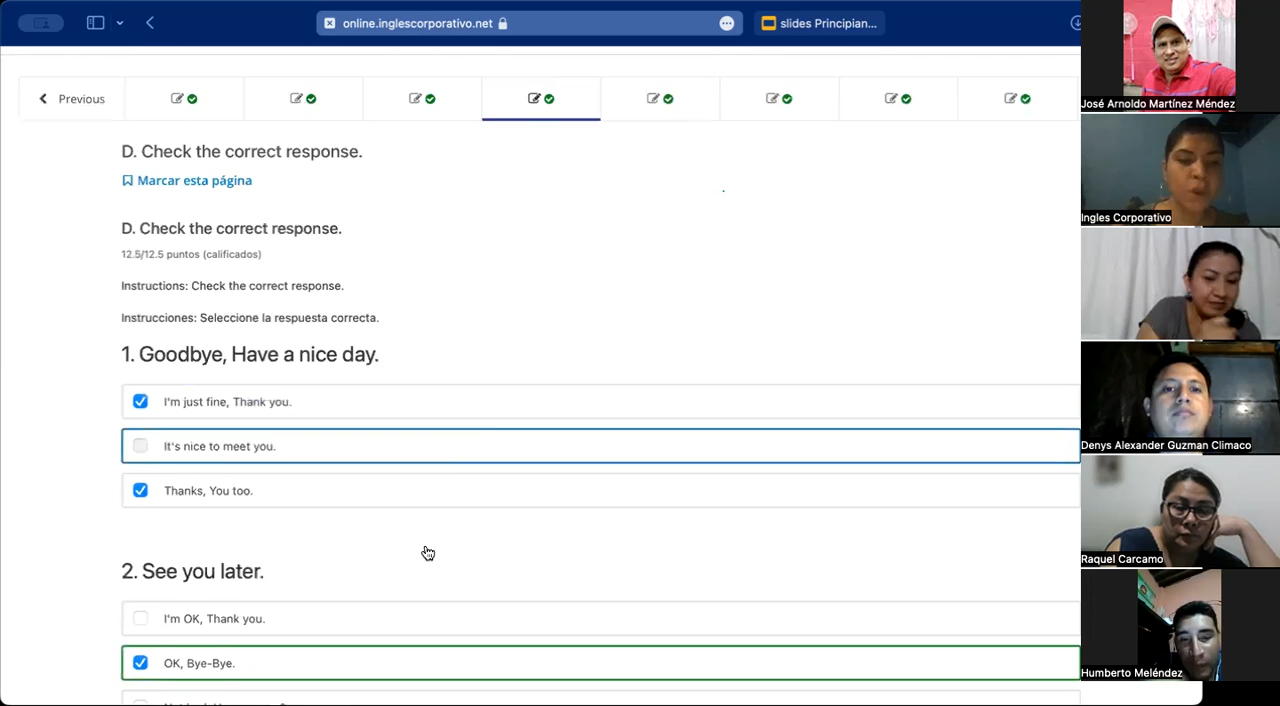 online.inglescorporativo.net
slides Principian...
Previous
D. Check the correct response.
Marcar esta página
D. Check the correct response.
12.5/12.5 puntos (calificados)
Instructions: Check the correct response.
Instrucciones: Seleccione la respuesta correcta.
1. Goodbye, Have a nice day.
I'm just fine, Thank you.
It's nice to meet you.
Thanks, You too.
2. See you later.
I'm OK, Thank you.
OK, Bye-Bye.
José Arnoldo Martínez Méndez
Ingles Corporativo
Denys Alexander Guzman Climaco
Raquel Carcamo
Humberto Meléndez